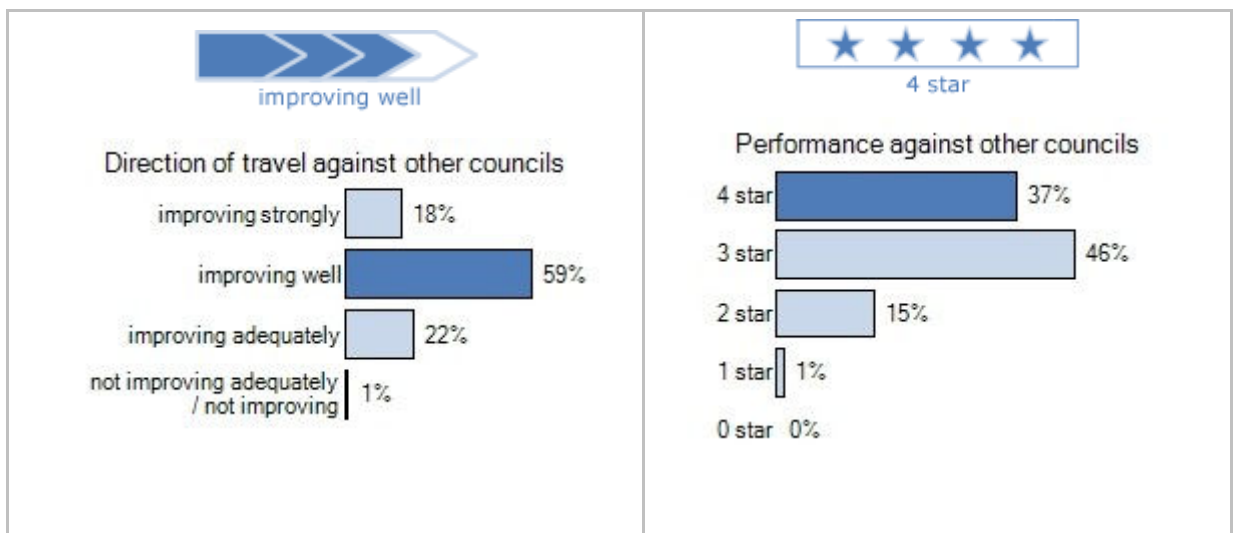 improving well
Direction of travel against other councils
improving strongly 18%
improving well 59%
improving adequately 22%
not improving adequately
/ not improving 1%
4 star
Performance against other councils
4 star 37%
3 star 46%
2 star 15%
1 star 1%
0 star 0%